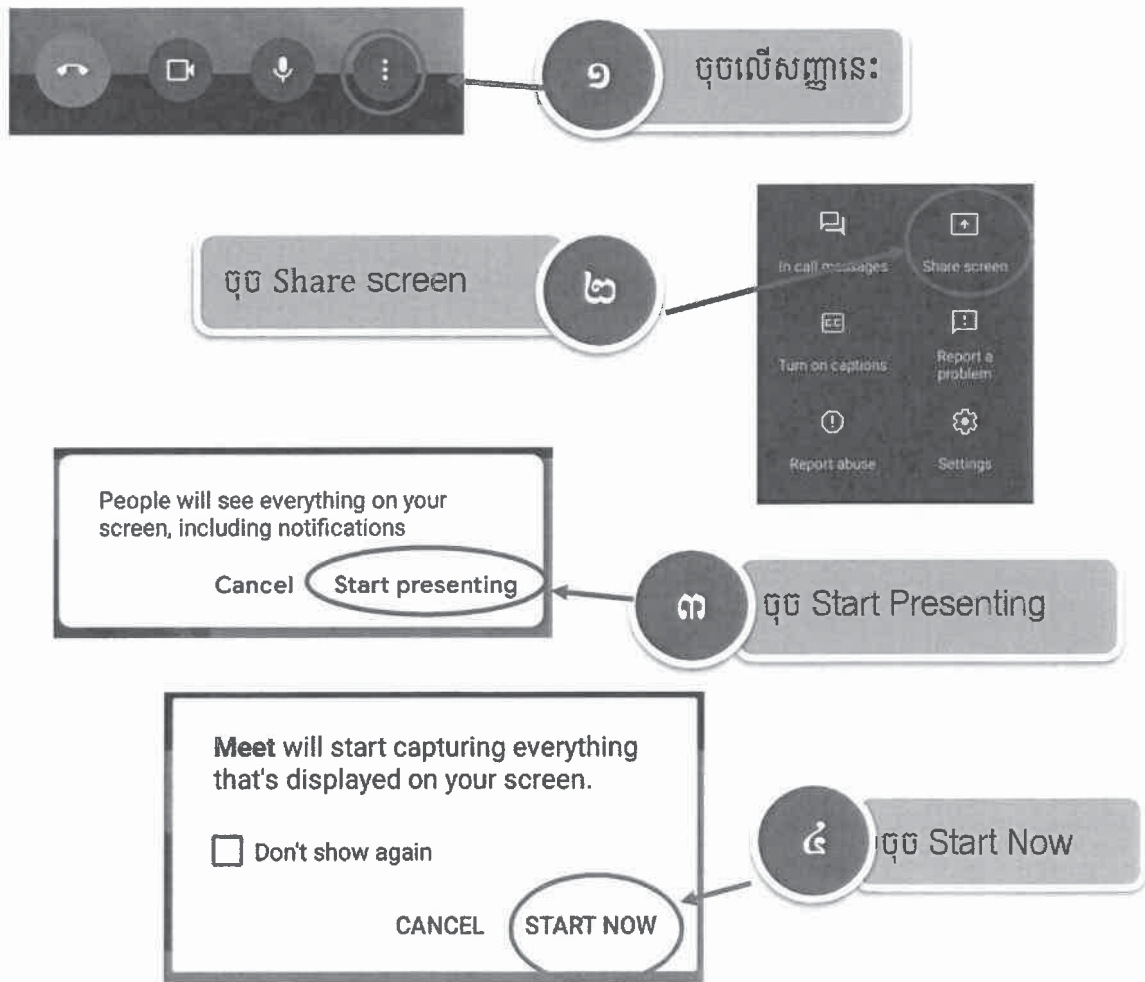 ១
ចុចលើសញ្ញានេះ
ចុច Share screen
២
In call messages
Share screen
Turn on captions
Report a
problem
Report abuse
Settings
People will see everything on your
screen, including notifications
Cancel
Start presenting
៣
ចុច Start Presenting
Meet will start capturing everything
that's displayed on your screen.
Don't show again
CANCEL
START NOW
៤
ចុច Start Now